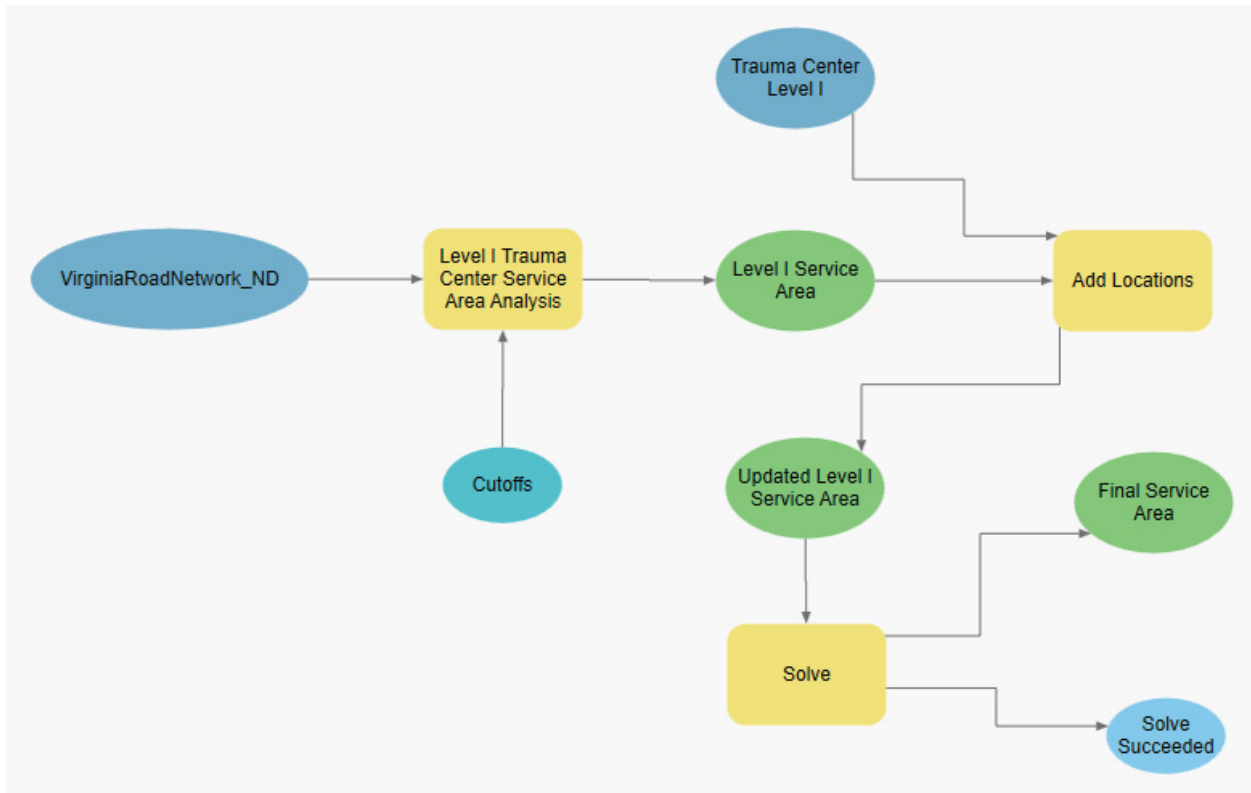 Trauma Center
Level I
VirginiaRoadNetwork_ND
Level I Trauma
Center Service
Area Analysis
Level I Service
Area
Add Locations
Cutoffs
Updated Level I
Service Area
Final Service
Area
Solve
Solve
Succeeded